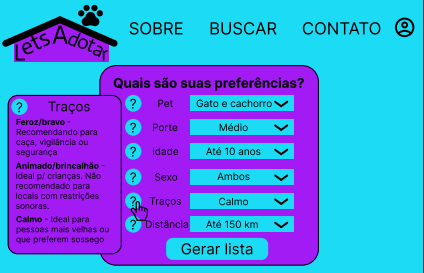 LetsAdotar
SOBRE BUSCAR CONTATO
Quais são suas preferências?
? Pet Gato e cachorro
? Porte Médio
? Idade Até 10 anos
? Sexo Ambos
? Traços Calmo
? Distância Até 150 km
Gerar lista
? Traços
Feroz/bravo -
Recomendando para
caça, vigilância ou
segurança
Animado/brincalhão -
Ideal p/ crianças. Não
recomendado para
locais com restrições
sonoras.
Calmo - Ideal para
pessoas mais velhas ou
que preferem sossego